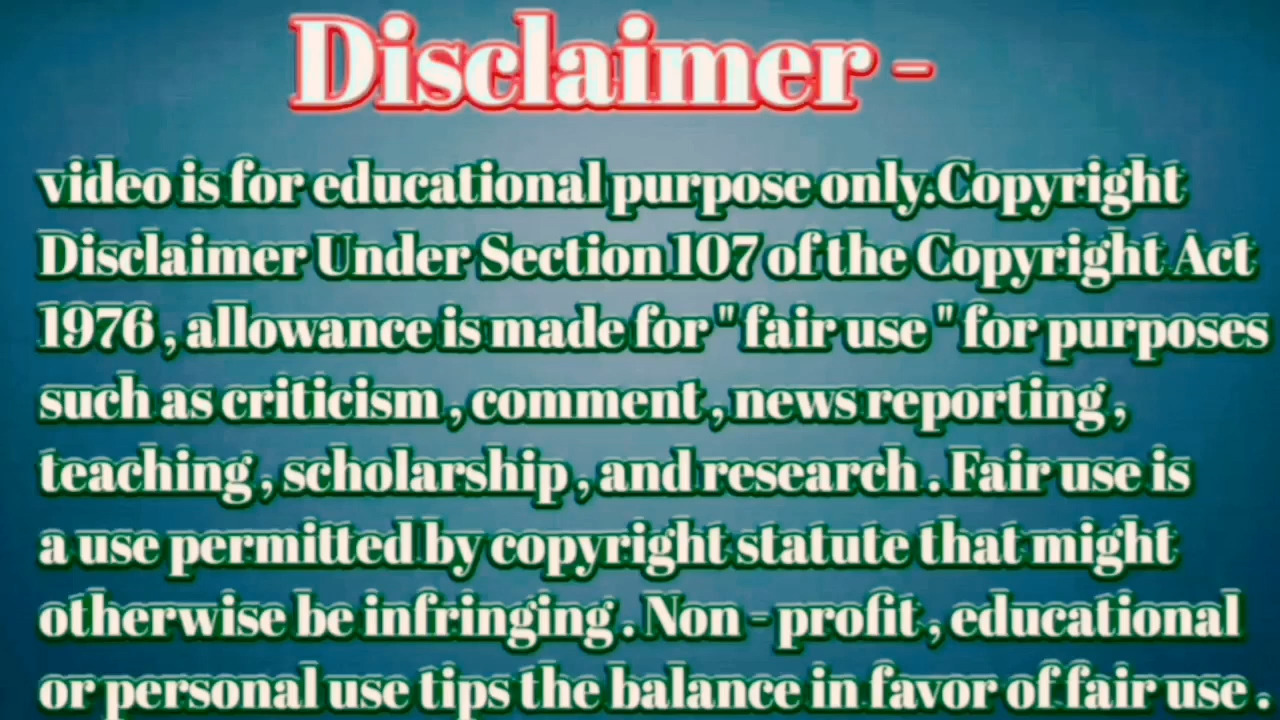 Disclaimer -
video is for educational purpose only.Copyright
Disclaimer Under Section 107 of the Copyright Act
1976 , allowance is made for " fair use " for purposes
such as criticism , comment , news reporting ,
teaching , scholarship , and research . Fair use is
a use permitted by copyright statute that might
otherwise be infringing . Non - profit , educational
or personal use tips the balance in favor of fair use .